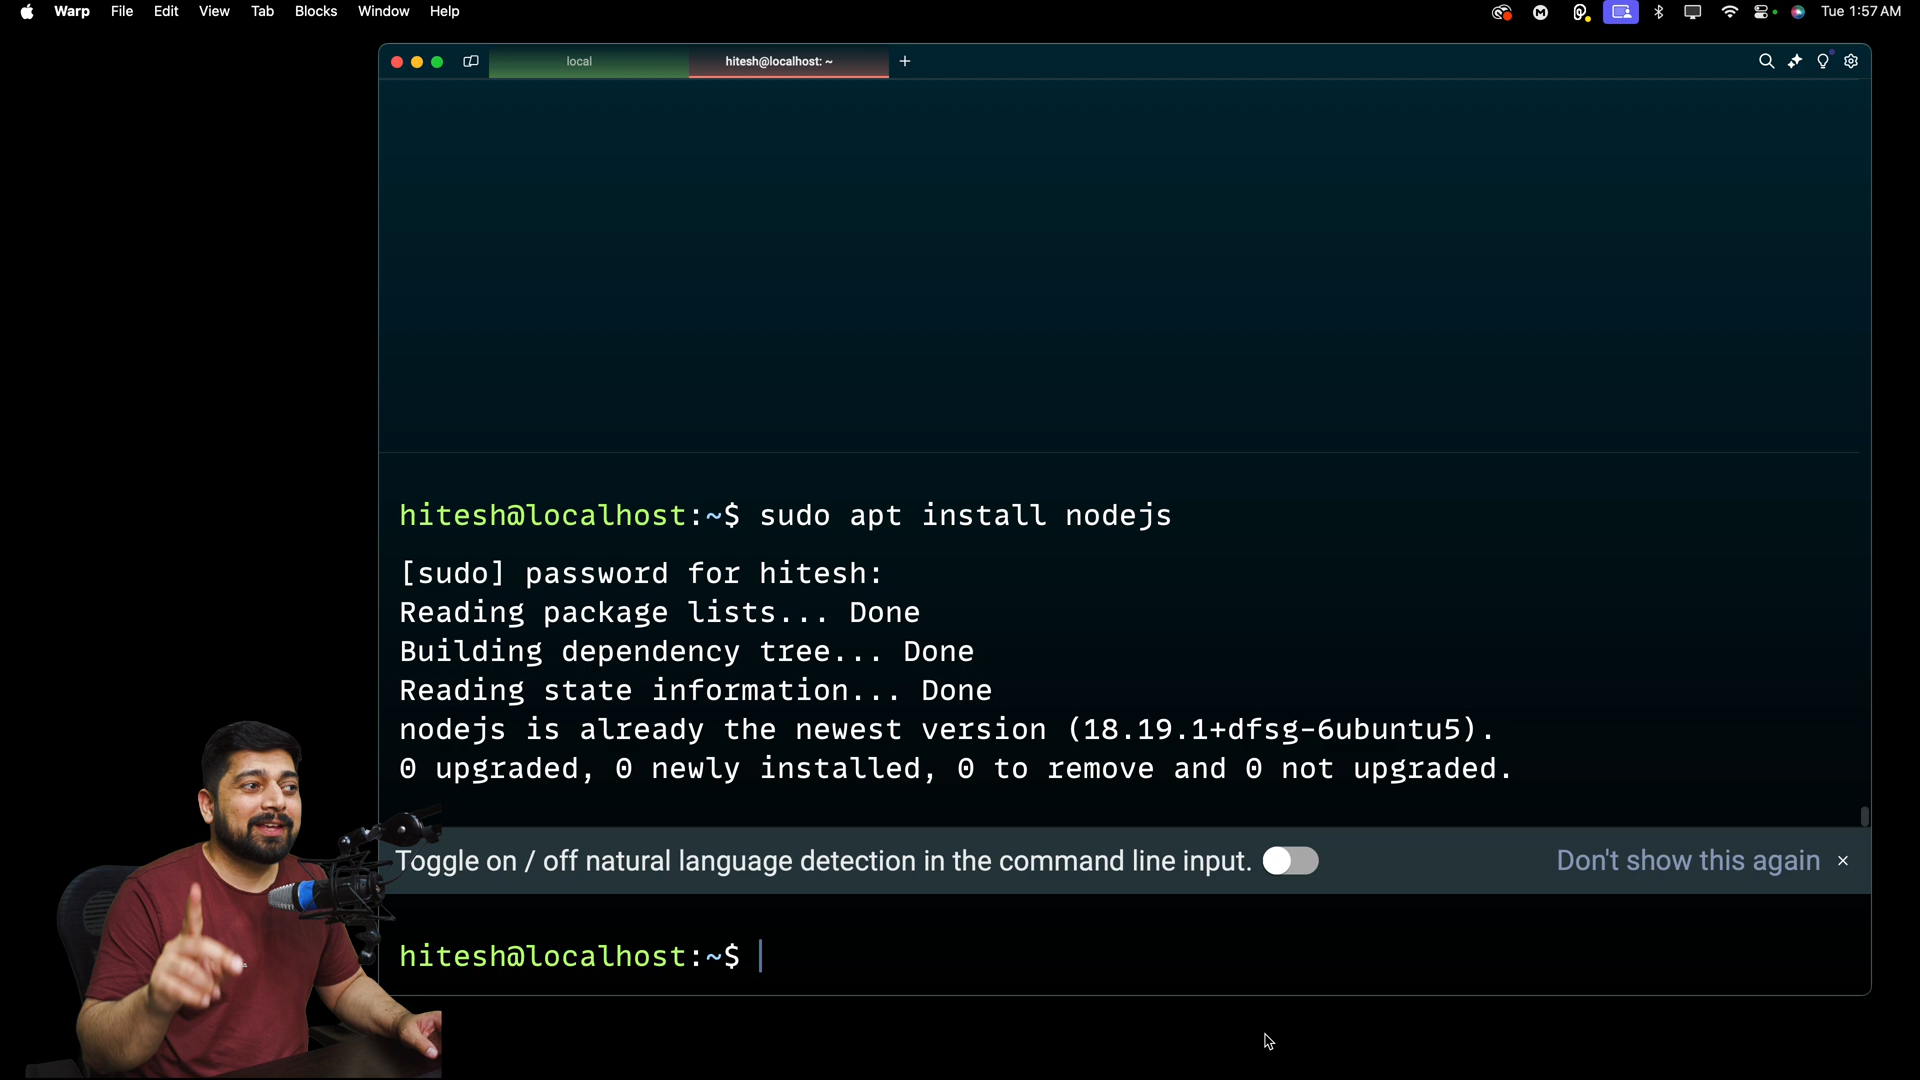 Warp File Edit View Tab Blocks Window Help Tue 1:57 AM
local hitesh@localhost: ~
hitesh@localhost:~$ sudo apt install nodejs
[sudo] password for hitesh:
Reading package lists... Done
Building dependency tree... Done
Reading state information... Done
nodejs is already the newest version (18.19.1+dfsg-6ubuntu5).
0 upgraded, 0 newly installed, 0 to remove and 0 not upgraded.
Toggle on / off natural language detection in the command line input. Don't show this again
hitesh@localhost:~$